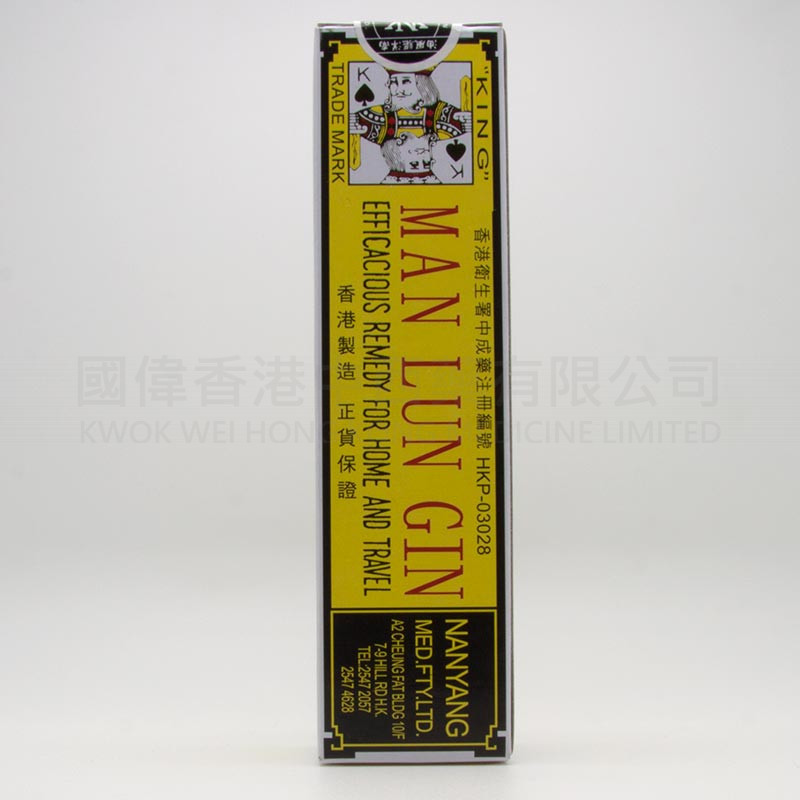 "KING"
K
K
TRADE MARK
香港衛生署中成藥注冊編號 HKP-03028
MAN LUN GIN
EFFICACIOUS REMEDY FOR HOME AND TRAVEL
香港製造 正貨保證
NANYANG
MED.FTY.LTD.
A2 CHEUNG FAT BLDG 10/F
7-9 HILL RD H.K.
TEL:2547 2057
2547 4628
國偉香港中
有限公司
KWOK WEI HONG
MEDICINE LIMITED